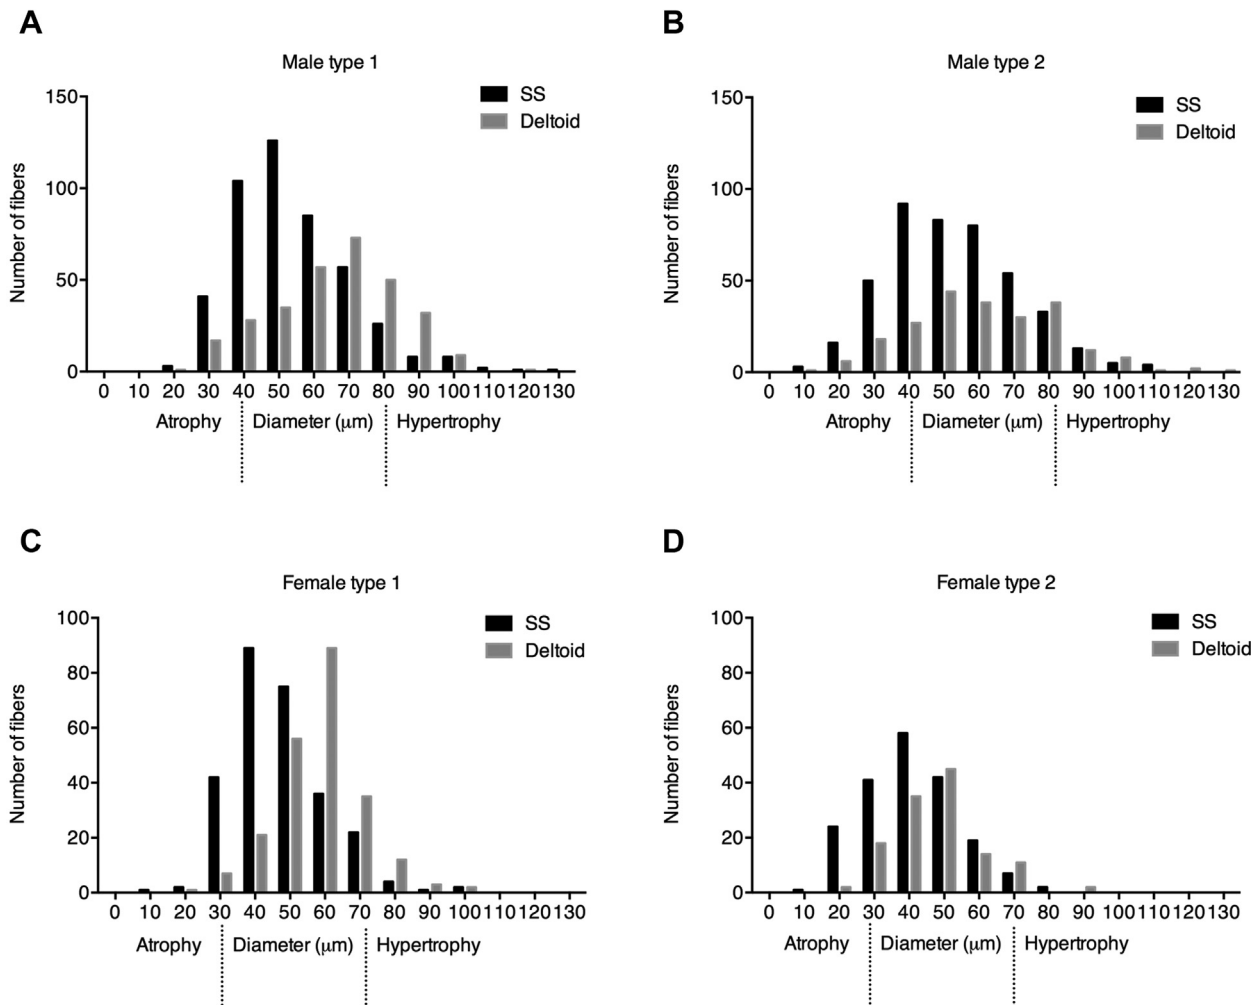 A
Male type 1
SS
Deltoid
150
100
50
0
Number of fibers
0 10 20 30 40 50 60 70 80 90 100 110 120 130
Atrophy Diameter (μm) Hypertrophy
B
Male type 2
SS
Deltoid
150
100
50
0
Number of fibers
0 10 20 30 40 50 60 70 80 90 100 110 120 130
Atrophy Diameter (μm) Hypertrophy
C
Female type 1
SS
Deltoid
100
80
60
40
20
0
Number of fibers
0 10 20 30 40 50 60 70 80 90 100 110 120 130
Atrophy Diameter (μm) Hypertrophy
D
Female type 2
SS
Deltoid
100
80
60
40
20
0
Number of fibers
0 10 20 30 40 50 60 70 80 90 100 110 120 130
Atrophy Diameter (μm) Hypertrophy